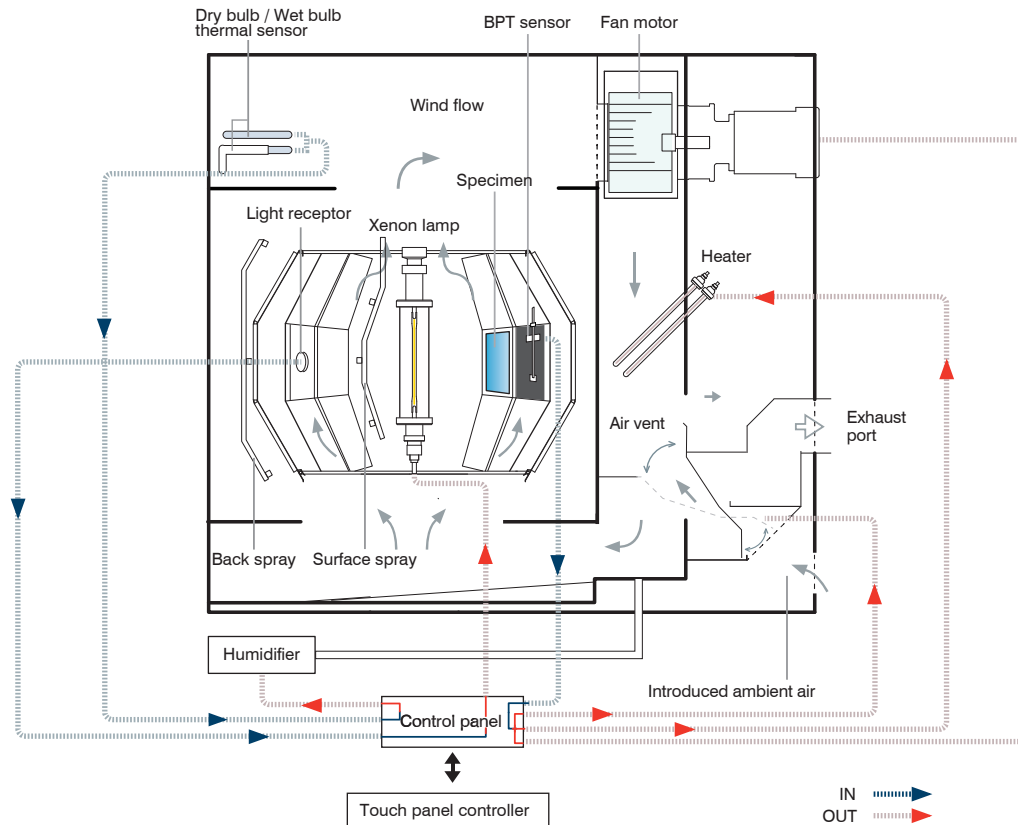 Dry bulb / Wet bulb
thermal sensor
BPT sensor
Fan motor
Wind flow
Specimen
Light receptor
Xenon lamp
Heater
Air vent
Exhaust
port
Back spray
Surface spray
Humidifier
Introduced ambient air
Control panel
Touch panel controller
IN
OUT